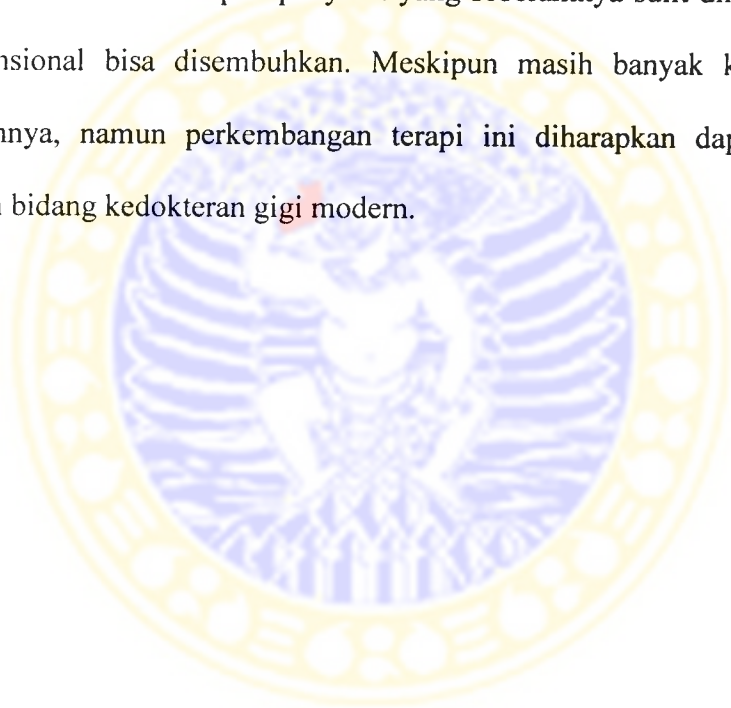 nsional bisa disembuhkan. Meskipun masih banyak k
nnya, namun perkembangan terapi ini diharapkan dap
bidang kedokteran gigi modern.